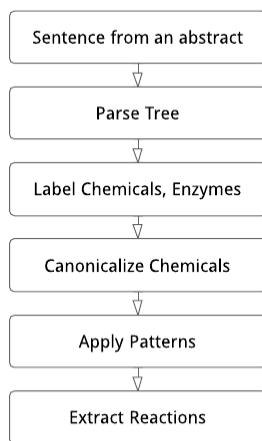 Sentence from an abstract
Parse Tree
Label Chemicals, Enzymes
Canonicalize Chemicals
Apply Patterns
Extract Reactions